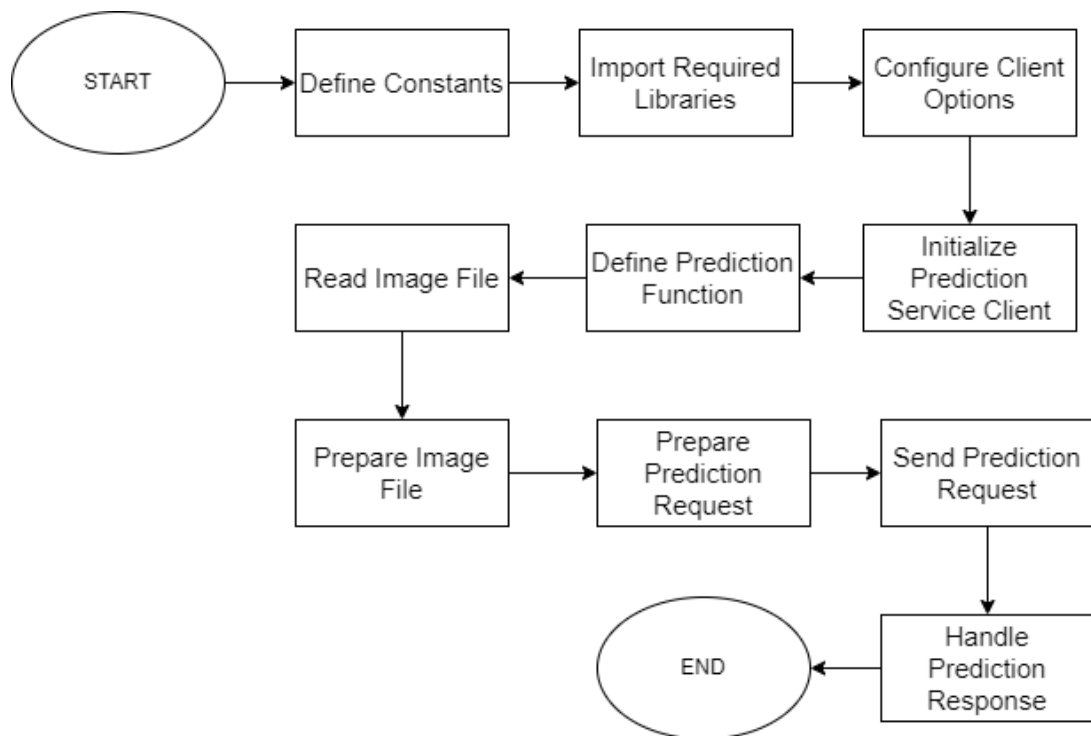 START
Define Constants
Import Required
Libraries
Configure Client
Options
Initialize
Prediction
Service Client
Define Prediction
Function
Read Image File
Prepare Image
File
Prepare
Prediction
Request
Send Prediction
Request
Handle
Prediction
Response
END